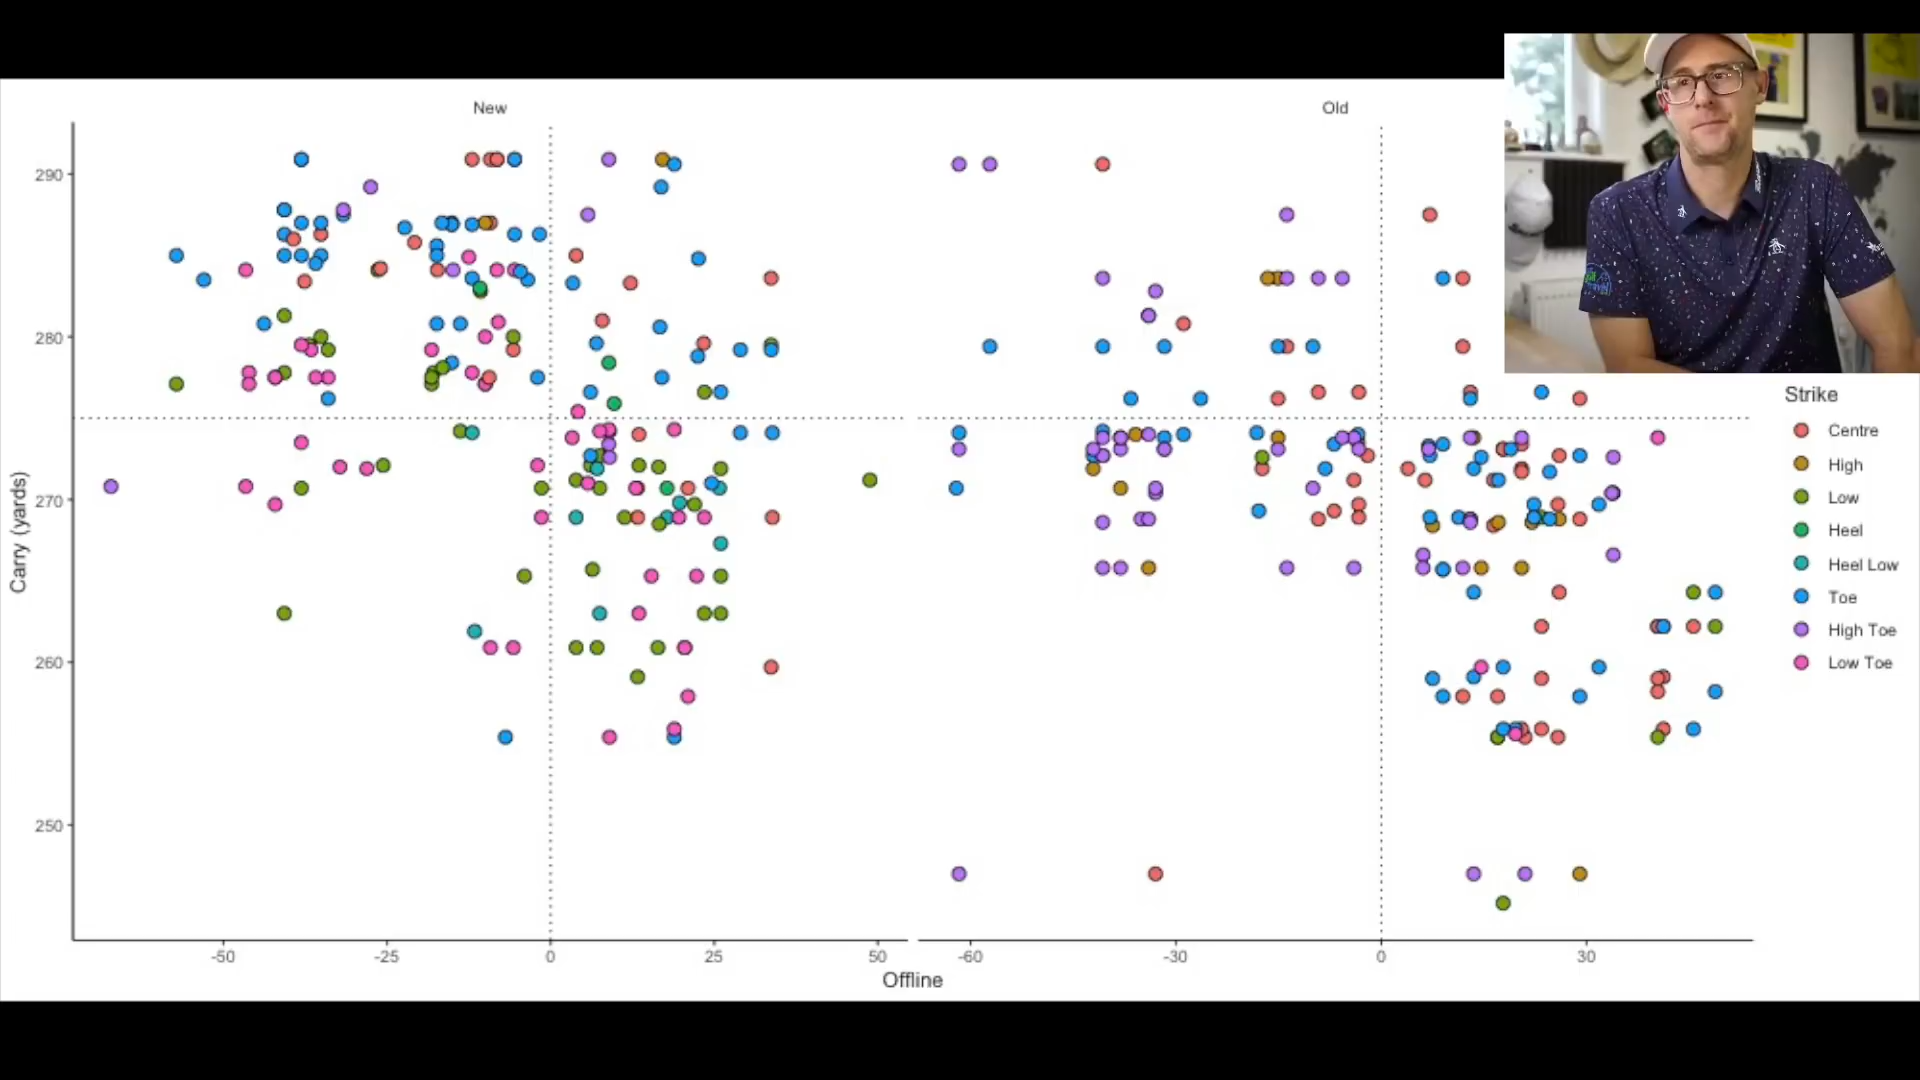 New
Old
290
280
270
260
250
Carry (yards)
-50
-25
0
25
50
-60
-30
0
30
Offline
Strike
Centre
High
Low
Heel
Heel Low
Toe
High Toe
Low Toe